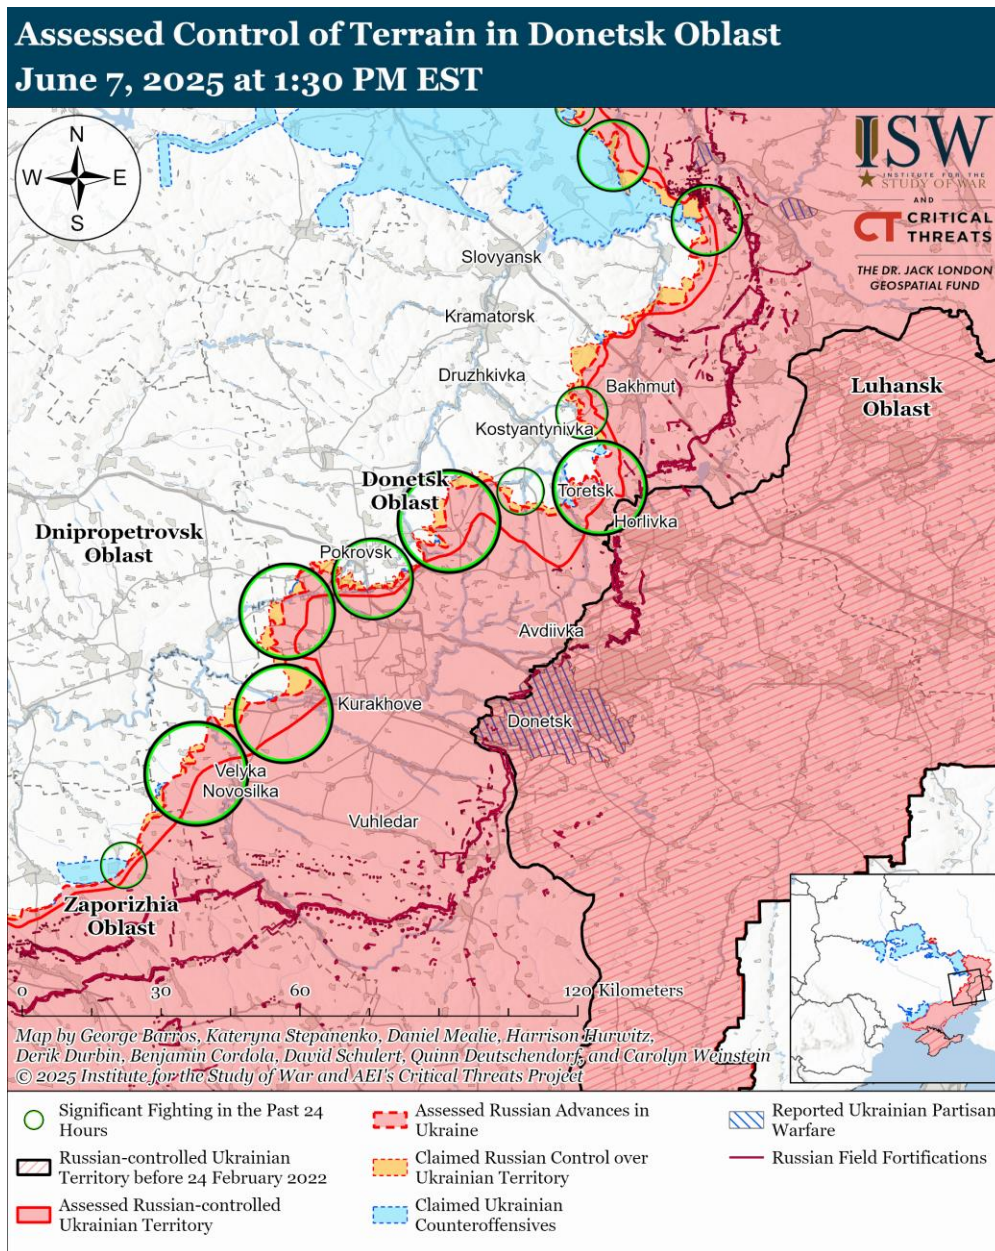 Assessed Control of Terrain in Donetsk Oblast
June 7, 2025 at 1:30 PM EST
N
W
E
S
ISW
INSTITUTE FOR THE
STUDY OF WAR
AND
CT CRITICAL
THREATS
THE DR. JACK LONDON
GEOSPATIAL FUND
Slovyansk
Kramatorsk
Druzhkivka
Bakhmut
Luhansk
Oblast
Kostyantynivka
Donetsk
Oblast
Toretsk
Horlivka
Dnipropetrovsk
Oblast
Pokrovsk
Avdiivka
Kurakhove
Donetsk
Velyka
Novosilka
Vuhledar
Zaporizhia
Oblast
0 30 60 120 Kilometers
Map by George Barros, Kateryna Stepanenko, Daniel Mealie, Harrison Hurwitz,
Derik Durbin, Benjamin Cordola, David Schulert, Quinn Deutschendorf, and Carolyn Weinstein
© 2025 Institute for the Study of War and AEI's Critical Threats Project
Significant Fighting in the Past 24
Hours
Russian-controlled Ukrainian
Territory before 24 February 2022
Assessed Russian-controlled
Ukrainian Territory
Assessed Russian Advances in
Ukraine
Claimed Russian Control over
Ukrainian Territory
Claimed Ukrainian
Counteroffensives
Reported Ukrainian Partisan
Warfare
Russian Field Fortifications